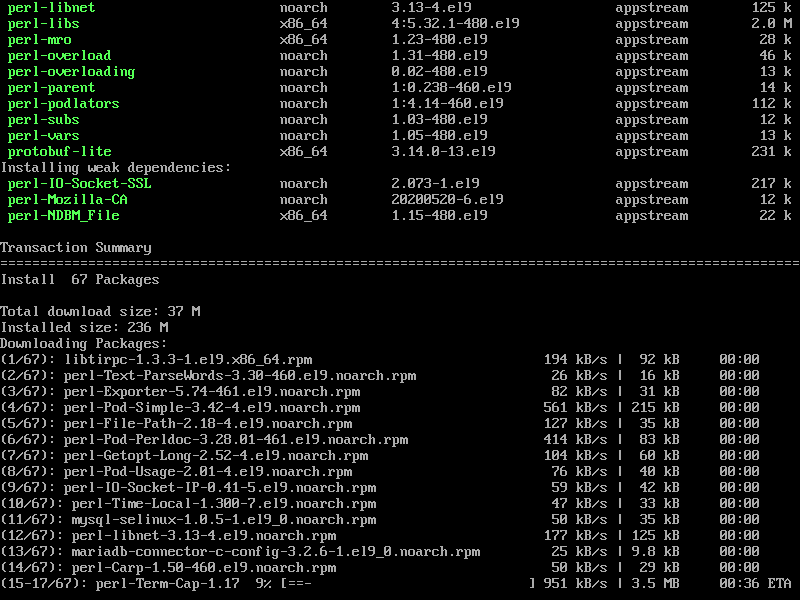 perl-libnet noarch 3.13-4.el9 appstream 125 k
perl-libs x86_64 4:5.32.1-480.el9 appstream 2.0 M
perl-mro x86_64 1.23-480.el9 appstream 28 k
perl-overload noarch 1.31-480.el9 appstream 46 k
perl-overloading noarch 0.02-480.el9 appstream 13 k
perl-parent noarch 1:0.238-460.el9 appstream 14 k
perl-podlators noarch 1:4.14-460.el9 appstream 112 k
perl-subs noarch 1.03-480.el9 appstream 12 k
perl-vars noarch 1.05-480.el9 appstream 13 k
protobuf-lite x86_64 3.14.0-13.el9 appstream 231 k
Installing weak dependencies:
perl-IO-Socket-SSL noarch 2.073-1.el9 appstream 217 k
perl-Mozilla-CA noarch 20200520-6.el9 appstream 12 k
perl-NDBM_File x86_64 1.15-480.el9 appstream 22 k
Transaction Summary
====================================================================================================
Install 67 Packages
Total download size: 37 M
Installed size: 236 M
Downloading Packages:
(1/67): libtirpc-1.3.3-1.el9.x86_64.rpm 194 kB/s | 92 kB 00:00
(2/67): perl-Text-ParseWords-3.30-460.el9.noarch.rpm 26 kB/s | 16 kB 00:00
(3/67): perl-Exporter-5.74-461.el9.noarch.rpm 82 kB/s | 31 kB 00:00
(4/67): perl-Pod-Simple-3.42-4.el9.noarch.rpm 561 kB/s | 215 kB 00:00
(5/67): perl-File-Path-2.18-4.el9.noarch.rpm 127 kB/s | 35 kB 00:00
(6/67): perl-Pod-Perldoc-3.28.01-461.el9.noarch.rpm 414 kB/s | 83 kB 00:00
(7/67): perl-Getopt-Long-2.52-4.el9.noarch.rpm 104 kB/s | 60 kB 00:00
(8/67): perl-Pod-Usage-2.01-4.el9.noarch.rpm 76 kB/s | 40 kB 00:00
(9/67): perl-IO-Socket-IP-0.41-5.el9.noarch.rpm 59 kB/s | 42 kB 00:00
(10/67): perl-Time-Local-1.300-7.el9.noarch.rpm 47 kB/s | 33 kB 00:00
(11/67): mysql-selinux-1.0.5-1.el9_0.noarch.rpm 50 kB/s | 35 kB 00:00
(12/67): perl-libnet-3.13-4.el9.noarch.rpm 177 kB/s | 125 kB 00:00
(13/67): mariadb-connector-c-config-3.2.6-1.el9_0.noarch.rpm 25 kB/s | 9.8 kB 00:00
(14/67): perl-Carp-1.50-460.el9.noarch.rpm 50 kB/s | 29 kB 00:00
(15-17/67): perl-Term-Cap-1.17 9% [==- ] 951 kB/s | 3.5 MB 00:36 ETA